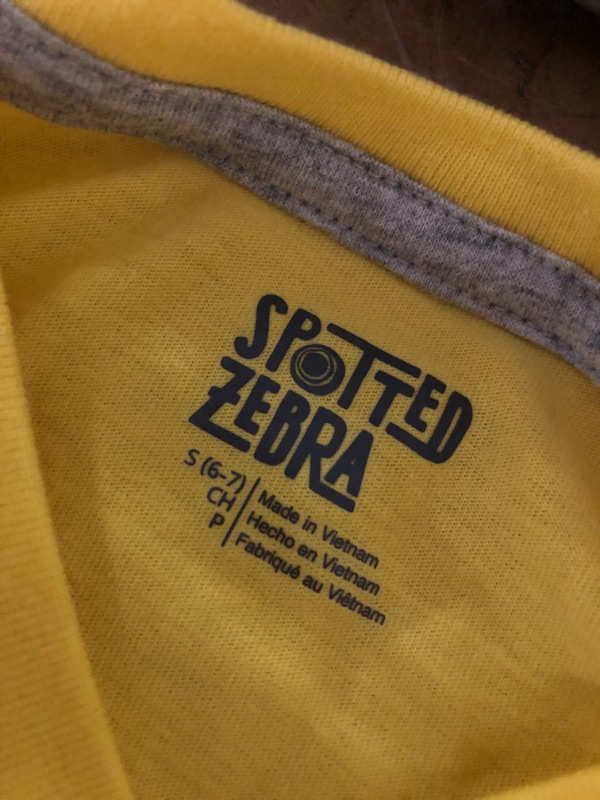 SPOTTED
ZEBRA
S (6-7) Made in Vietnam
CH Hecho en Vietnam
P Fabriqué au Viêtnam